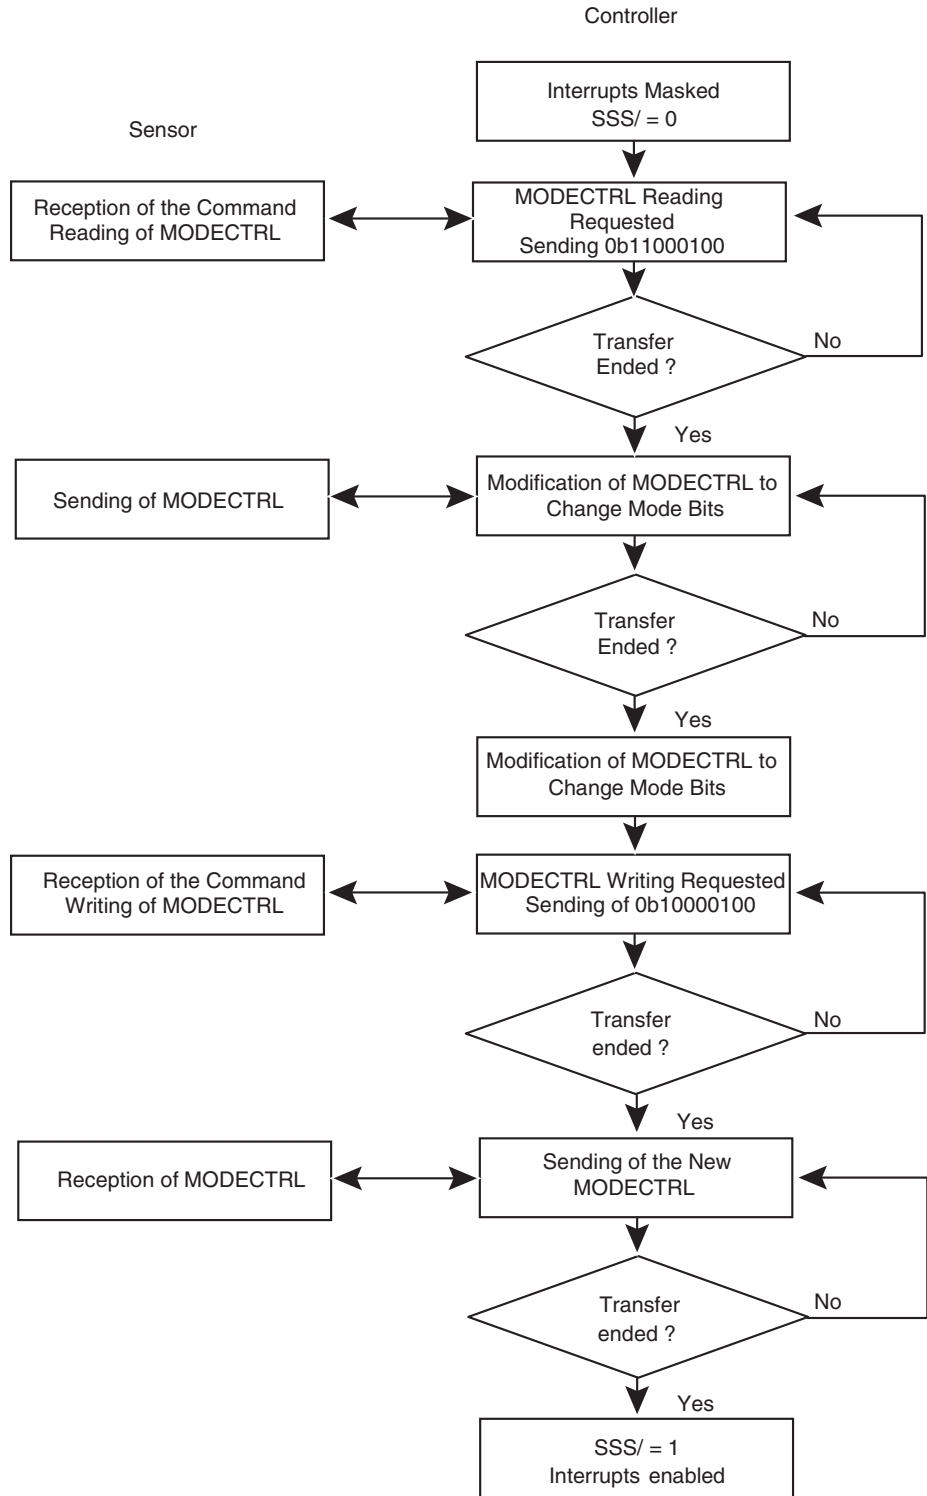 Controller
Interrupts Masked
SSS/ = 0
Sensor
Reception of the Command
Reading of MODECTRL
MODECTRL Reading
Requested
Sending 0b11000100
Transfer
Ended ?
No
Yes
Sending of MODECTRL
Modification of MODECTRL to
Change Mode Bits
Transfer
Ended ?
No
Yes
Modification of MODECTRL to
Change Mode Bits
Reception of the Command
Writing of MODECTRL
MODECTRL Writing Requested
Sending of 0b10000100
Transfer
ended ?
No
Yes
Reception of MODECTRL
Sending of the New
MODECTRL
Transfer
ended ?
No
Yes
SSS/ = 1
Interrupts enabled